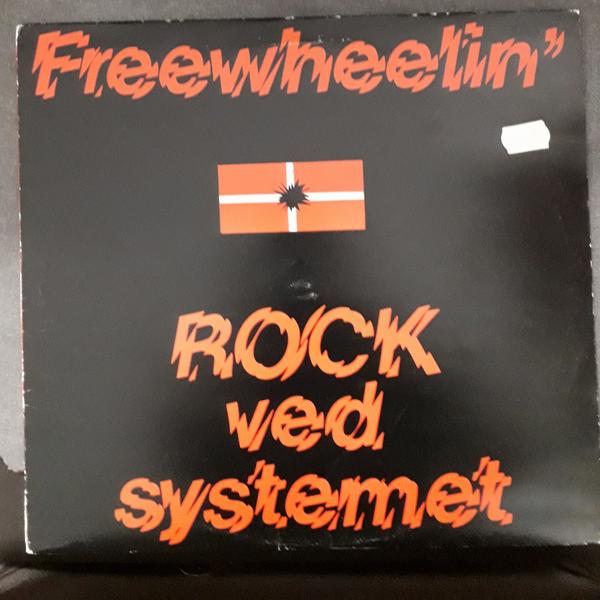 Freewheelin'
ROCK
ved
systemet